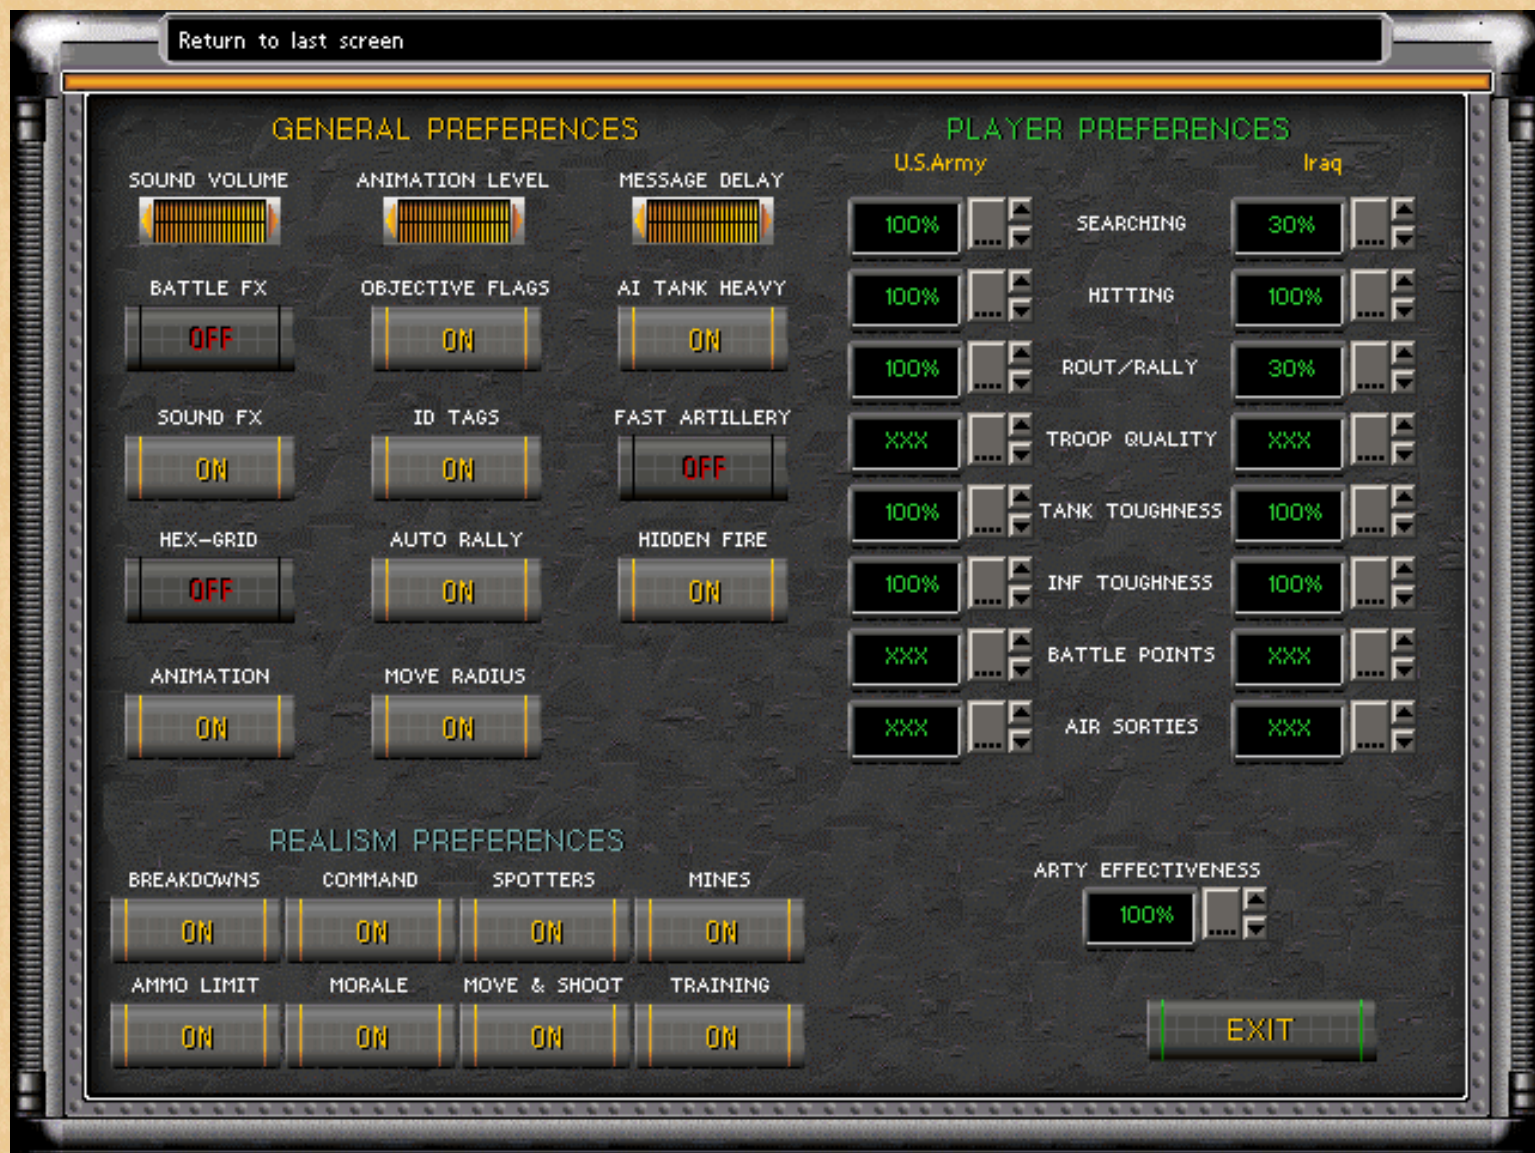 Return to last screen
GENERAL PREFERENCES
SOUND VOLUME ANIMATION LEVEL MESSAGE DELAY
BATTLE FX OBJECTIVE FLAGS AI TANK HEAVY
OFF ON ON
SOUND FX ID TAGS FAST ARTILLERY
ON ON OFF
HEX-GRID AUTO RALLY HIDDEN FIRE
OFF ON ON
ANIMATION MOVE RADIUS
ON ON
PLAYER PREFERENCES
U.S.Army Iraq
100% SEARCHING 30%
100% HITTING 100%
100% ROUT/RALLY 30%
XXX TROOP QUALITY XXX
100% TANK TOUGHNESS 100%
100% INF TOUGHNESS 100%
XXX BATTLE POINTS XXX
XXX AIR SORTIES XXX
REALISM PREFERENCES
BREAKDOWNS COMMAND SPOTTERS MINES
ON ON ON ON
AMMO LIMIT MORALE MOVE & SHOOT TRAINING
ON ON ON ON
ARTY EFFECTIVENESS
100%
EXIT